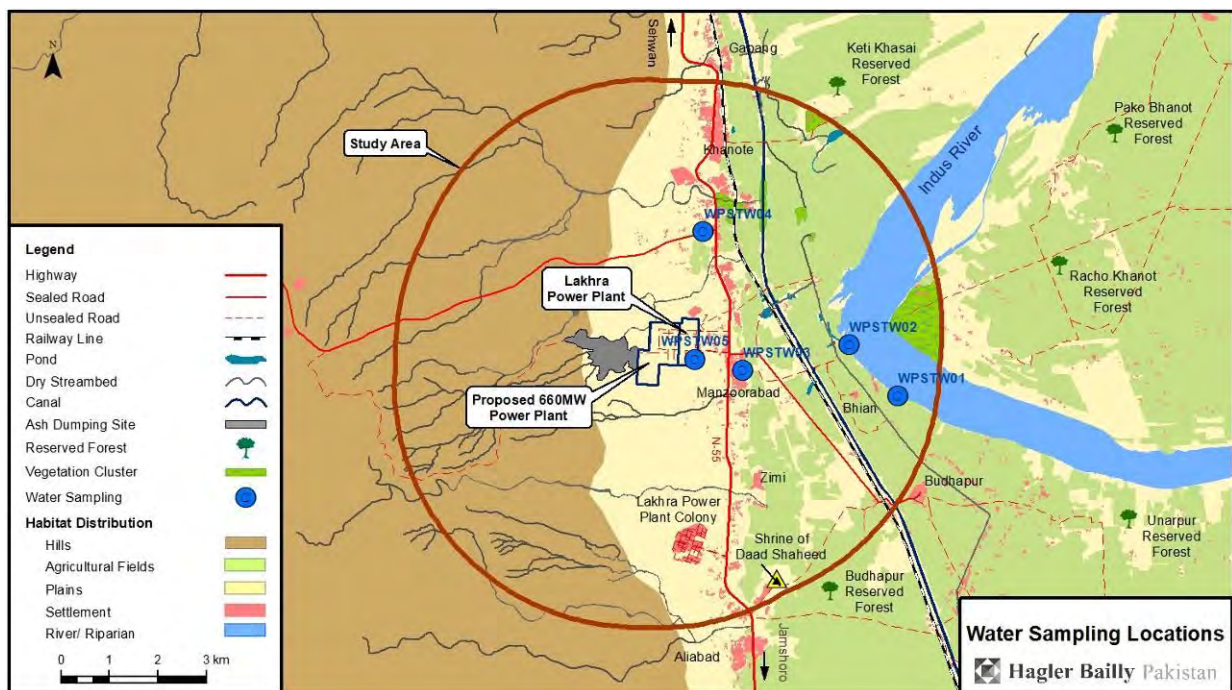 N
Sehwan
Gabang
Keti Khasai
Reserved
Forest
Pako Bhanot
Reserved
Forest
Study Area
Khanote
Indus River
WPSTW04
Racho Khanot
Reserved
Forest
Lakhra
Power Plant
WPSTW02
WPSTW05
WPSTW03
WPSTW01
Manzoorabad
Bhian
Proposed 660MW
Power Plant
N-55
Zimi
Budhapur
Lakhra Power
Plant Colony
Shrine of
Daad Shaheed
Unarpur
Reserved
Forest
Budhapur
Reserved
Forest
Aliabad
Jamshoro
Legend
Highway
Sealed Road
Unsealed Road
Railway Line
Pond
Dry Streambed
Canal
Ash Dumping Site
Reserved Forest
Vegetation Cluster
Water Sampling
Habitat Distribution
Hills
Agricultural Fields
Plains
Settlement
River/ Riparian
0 1 2 3 km
Water Sampling Locations
Hagler Bailly Pakistan